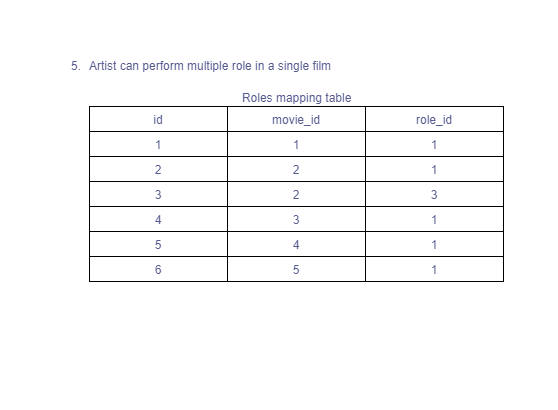 5. Artist can perform multiple role in a single film
Roles mapping table
id movie_id role_id
1 1 1
2 2 1
3 2 3
4 3 1
5 4 1
6 5 1